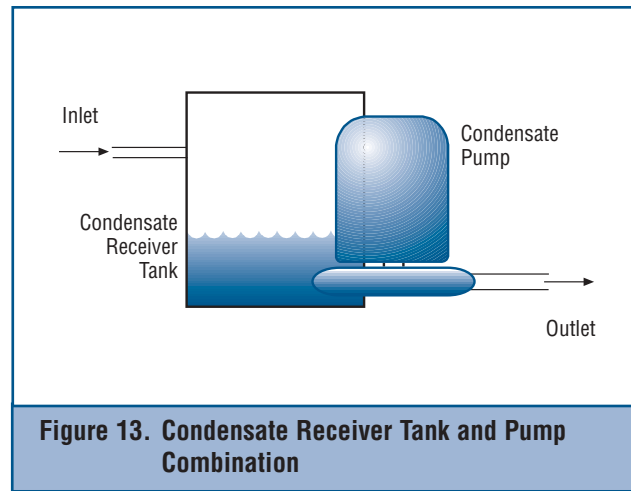 Inlet
Condensate
Pump
Condensate
Receiver
Tank
Outlet
Figure 13. Condensate Receiver Tank and Pump
Combination